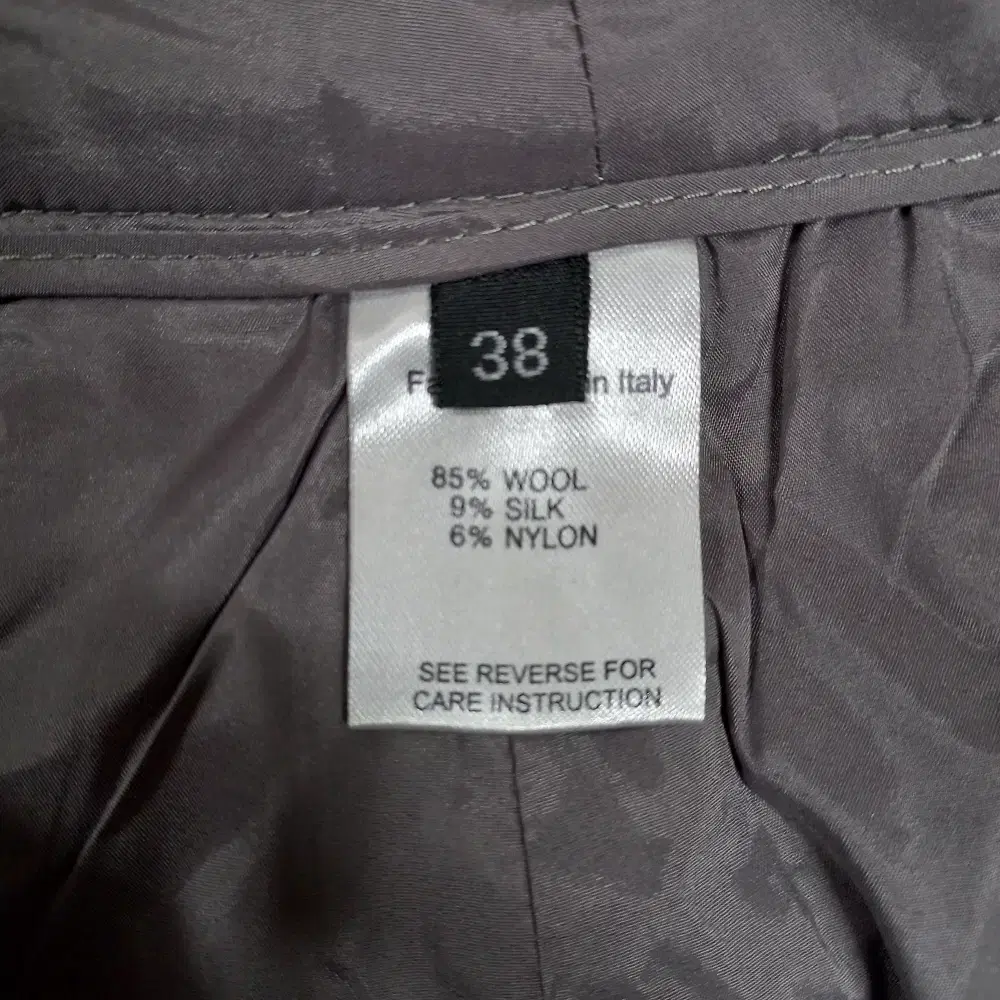 38
in Italy
85% WOOL
9% SILK
6% NYLON
SEE REVERSE FOR
CARE INSTRUCTION